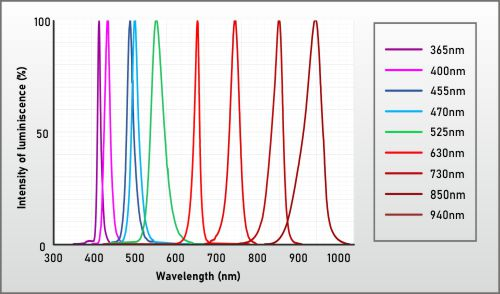 100
50
0
Intensity of luminiscence (%)
300 400 500 600 700 800 900 1000
Wavelength (nm)
365nm
400nm
455nm
470nm
525nm
630nm
730nm
850nm
940nm